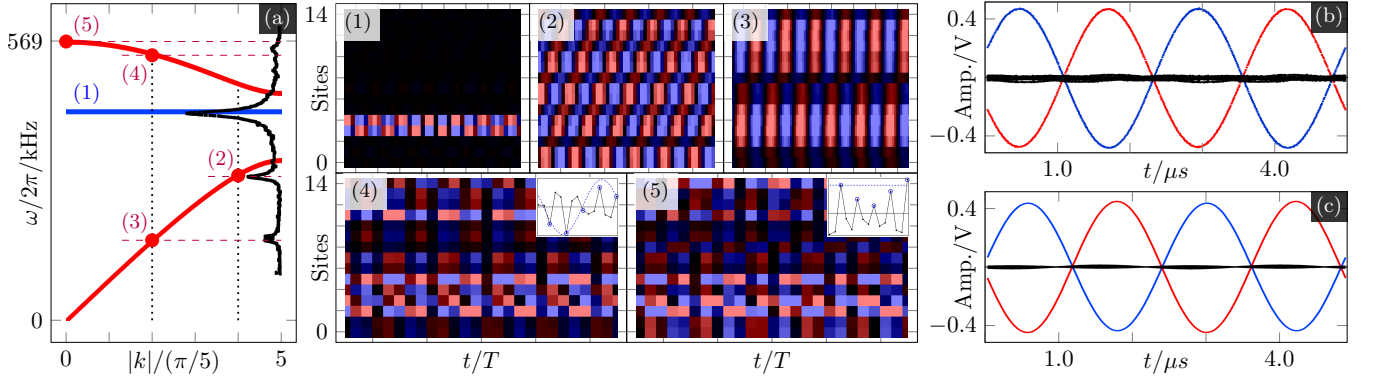 (a)
569
0
ω/2π/kHz
(5)
(4)
(1)
(2)
(3)
0
5
|k|/(π/5)
14
Sites
0
(1)
(2)
(3)
14
Sites
0
(4)
(5)
t/T
t/T
(b)
0.4
Amp./V
−0.4
1.0
4.0
t/μs
(c)
0.4
Amp./V
−0.4
1.0
4.0
t/μs